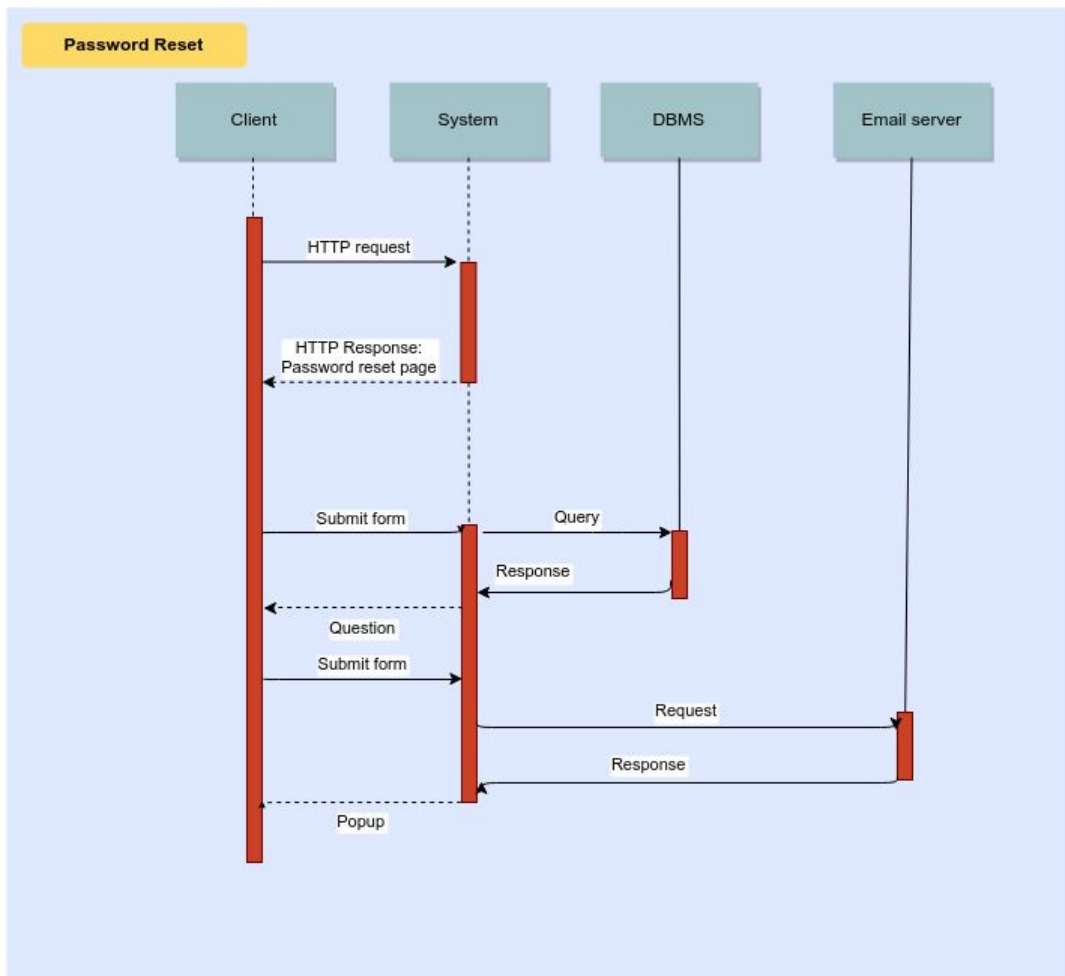 Password Reset
Client
System
DBMS
Email server
HTTP request
HTTP Response:
Password reset page
Submit form
Query
Response
Question
Submit form
Request
Response
Popup